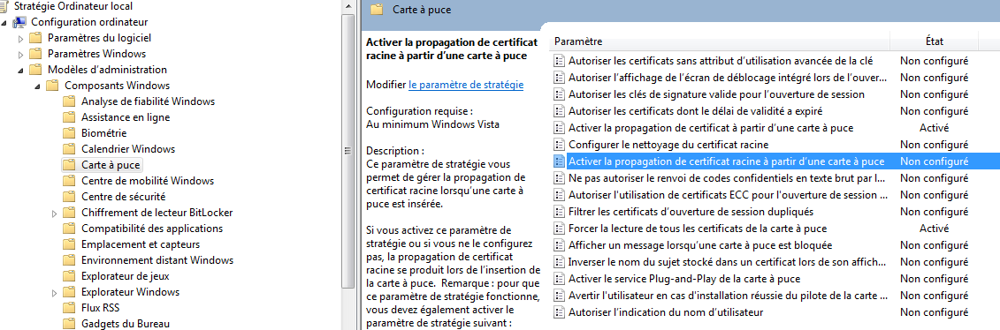 Stratégie Ordinateur local
Configuration ordinateur
Paramètres du logiciel
Paramètres Windows
Modèles d'administration
Composants Windows
Analyse de fiabilité Windows
Assistance en ligne
Biométrie
Calendrier Windows
Carte à puce
Centre de mobilité Windows
Centre de sécurité
Chiffrement de lecteur BitLocker
Compatibilité des applications
Emplacement et capteurs
Environnement distant Windows
Explorateur de jeux
Explorateur Windows
Flux RSS
Gadgets du Bureau
Carte à puce
Activer la propagation de certificat
racine à partir d'une carte à puce
Modifier le paramètre de stratégie
Configuration requise :
Au minimum Windows Vista
Description :
Ce paramètre de stratégie vous
permet de gérer la propagation de
certificat racine lorsqu'une carte à
puce est insérée.
Si vous activez ce paramètre de
stratégie ou si vous ne le configurez
pas, la propagation de certificat
racine se produit lors de l'insertion de
la carte à puce. Remarque : pour que
ce paramètre de stratégie fonctionne,
vous devez également activer le
paramètre de stratégie suivant :
Paramètre État
Autoriser les certificats sans attribut d'utilisation avancée de la clé Non configuré
Autoriser l'affichage de l'écran de déblocage intégré lors de l'ouver... Non configuré
Autoriser les clés de signature valide pour l'ouverture de session Non configuré
Autoriser les certificats dont le délai de validité a expiré Non configuré
Activer la propagation de certificat à partir d'une carte à puce Activé
Configurer le nettoyage du certificat racine Non configuré
Activer la propagation de certificat racine à partir d'une carte à puce Non configuré
Ne pas autoriser le renvoi de codes confidentiels en texte brut par l... Non configuré
Autoriser l'utilisation de certificats ECC pour l'ouverture de session ... Non configuré
Filtrer les certificats d'ouverture de session dupliqués Non configuré
Forcer la lecture de tous les certificats de la carte à puce Activé
Afficher un message lorsqu'une carte à puce est bloquée Non configuré
Inverser le nom du sujet stocké dans un certificat lors de son affich... Non configuré
Activer le service Plug-and-Play de la carte à puce Non configuré
Avertir l'utilisateur en cas d'installation réussie du pilote de la carte ... Non configuré
Autoriser l'indication du nom d'utilisateur Non configuré